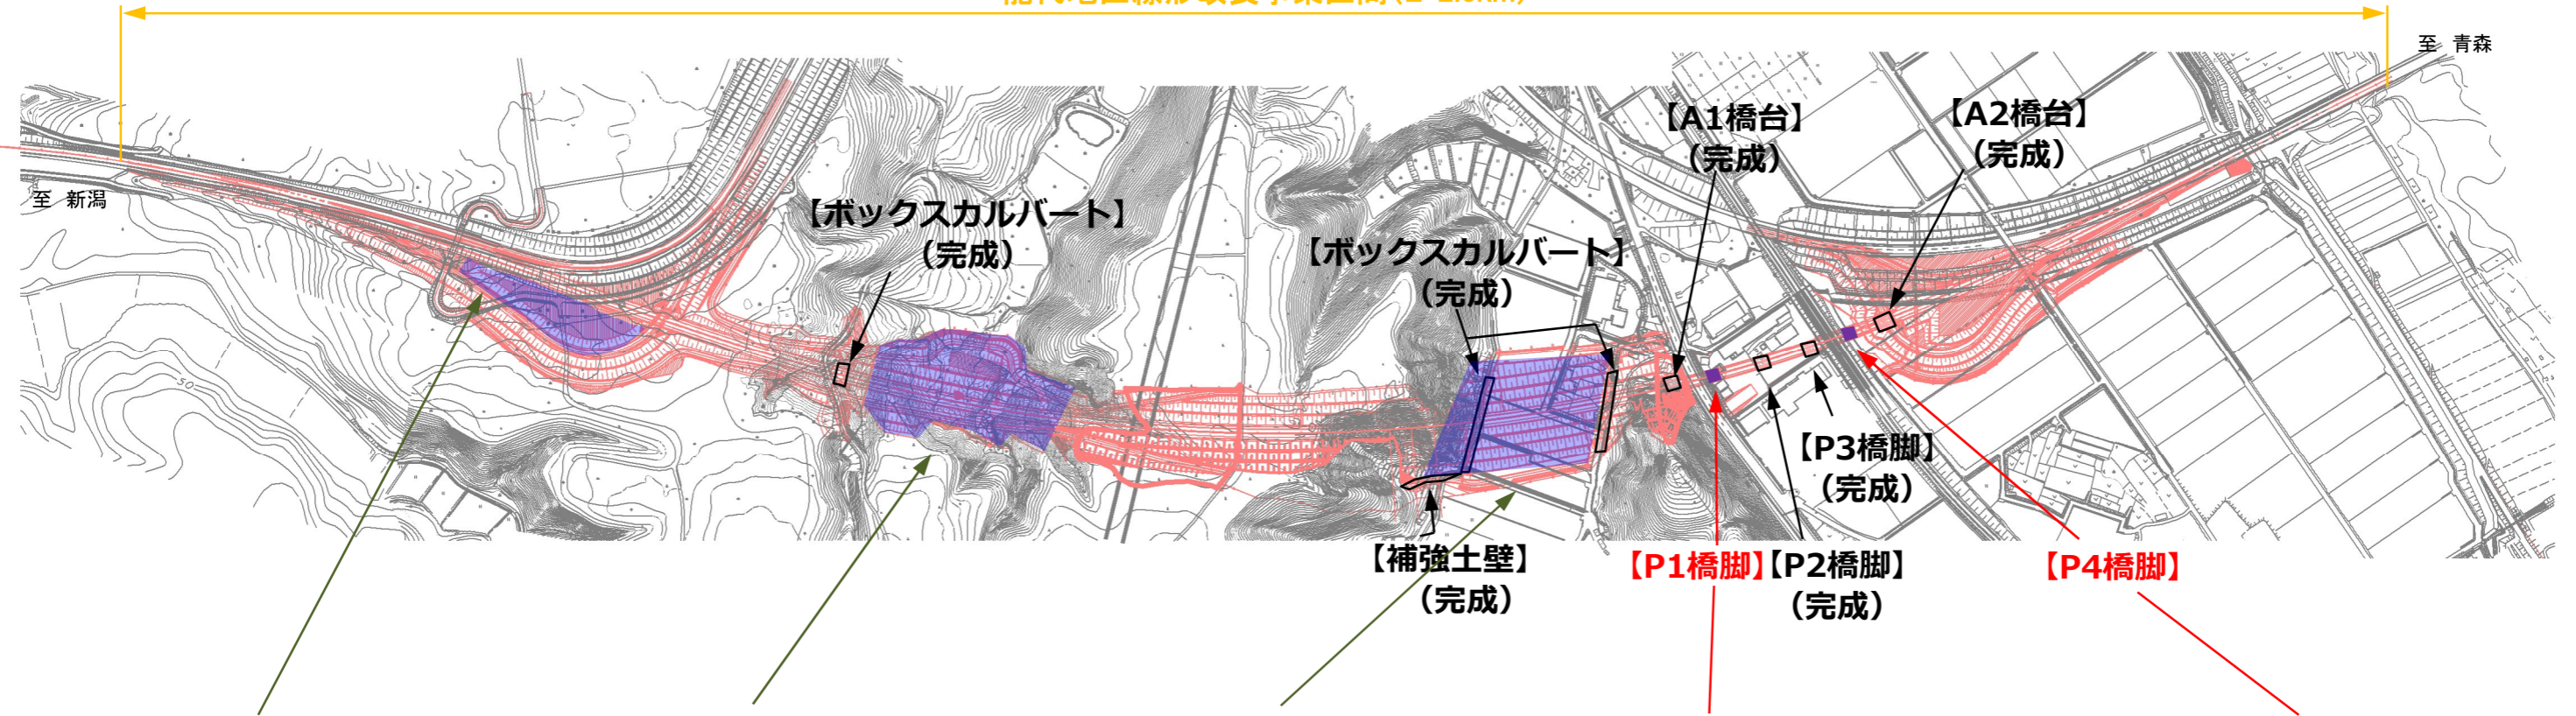 至 青森
【A1橋台】
（完成）
【A2橋台】
（完成）
至 新潟
【ボックスカルバート】
（完成）
【ボックスカルバート】
（完成）
【P3橋脚】
（完成）
【補強土壁】
（完成）
【P1橋脚】
【P2橋脚】
（完成）
【P4橋脚】
50